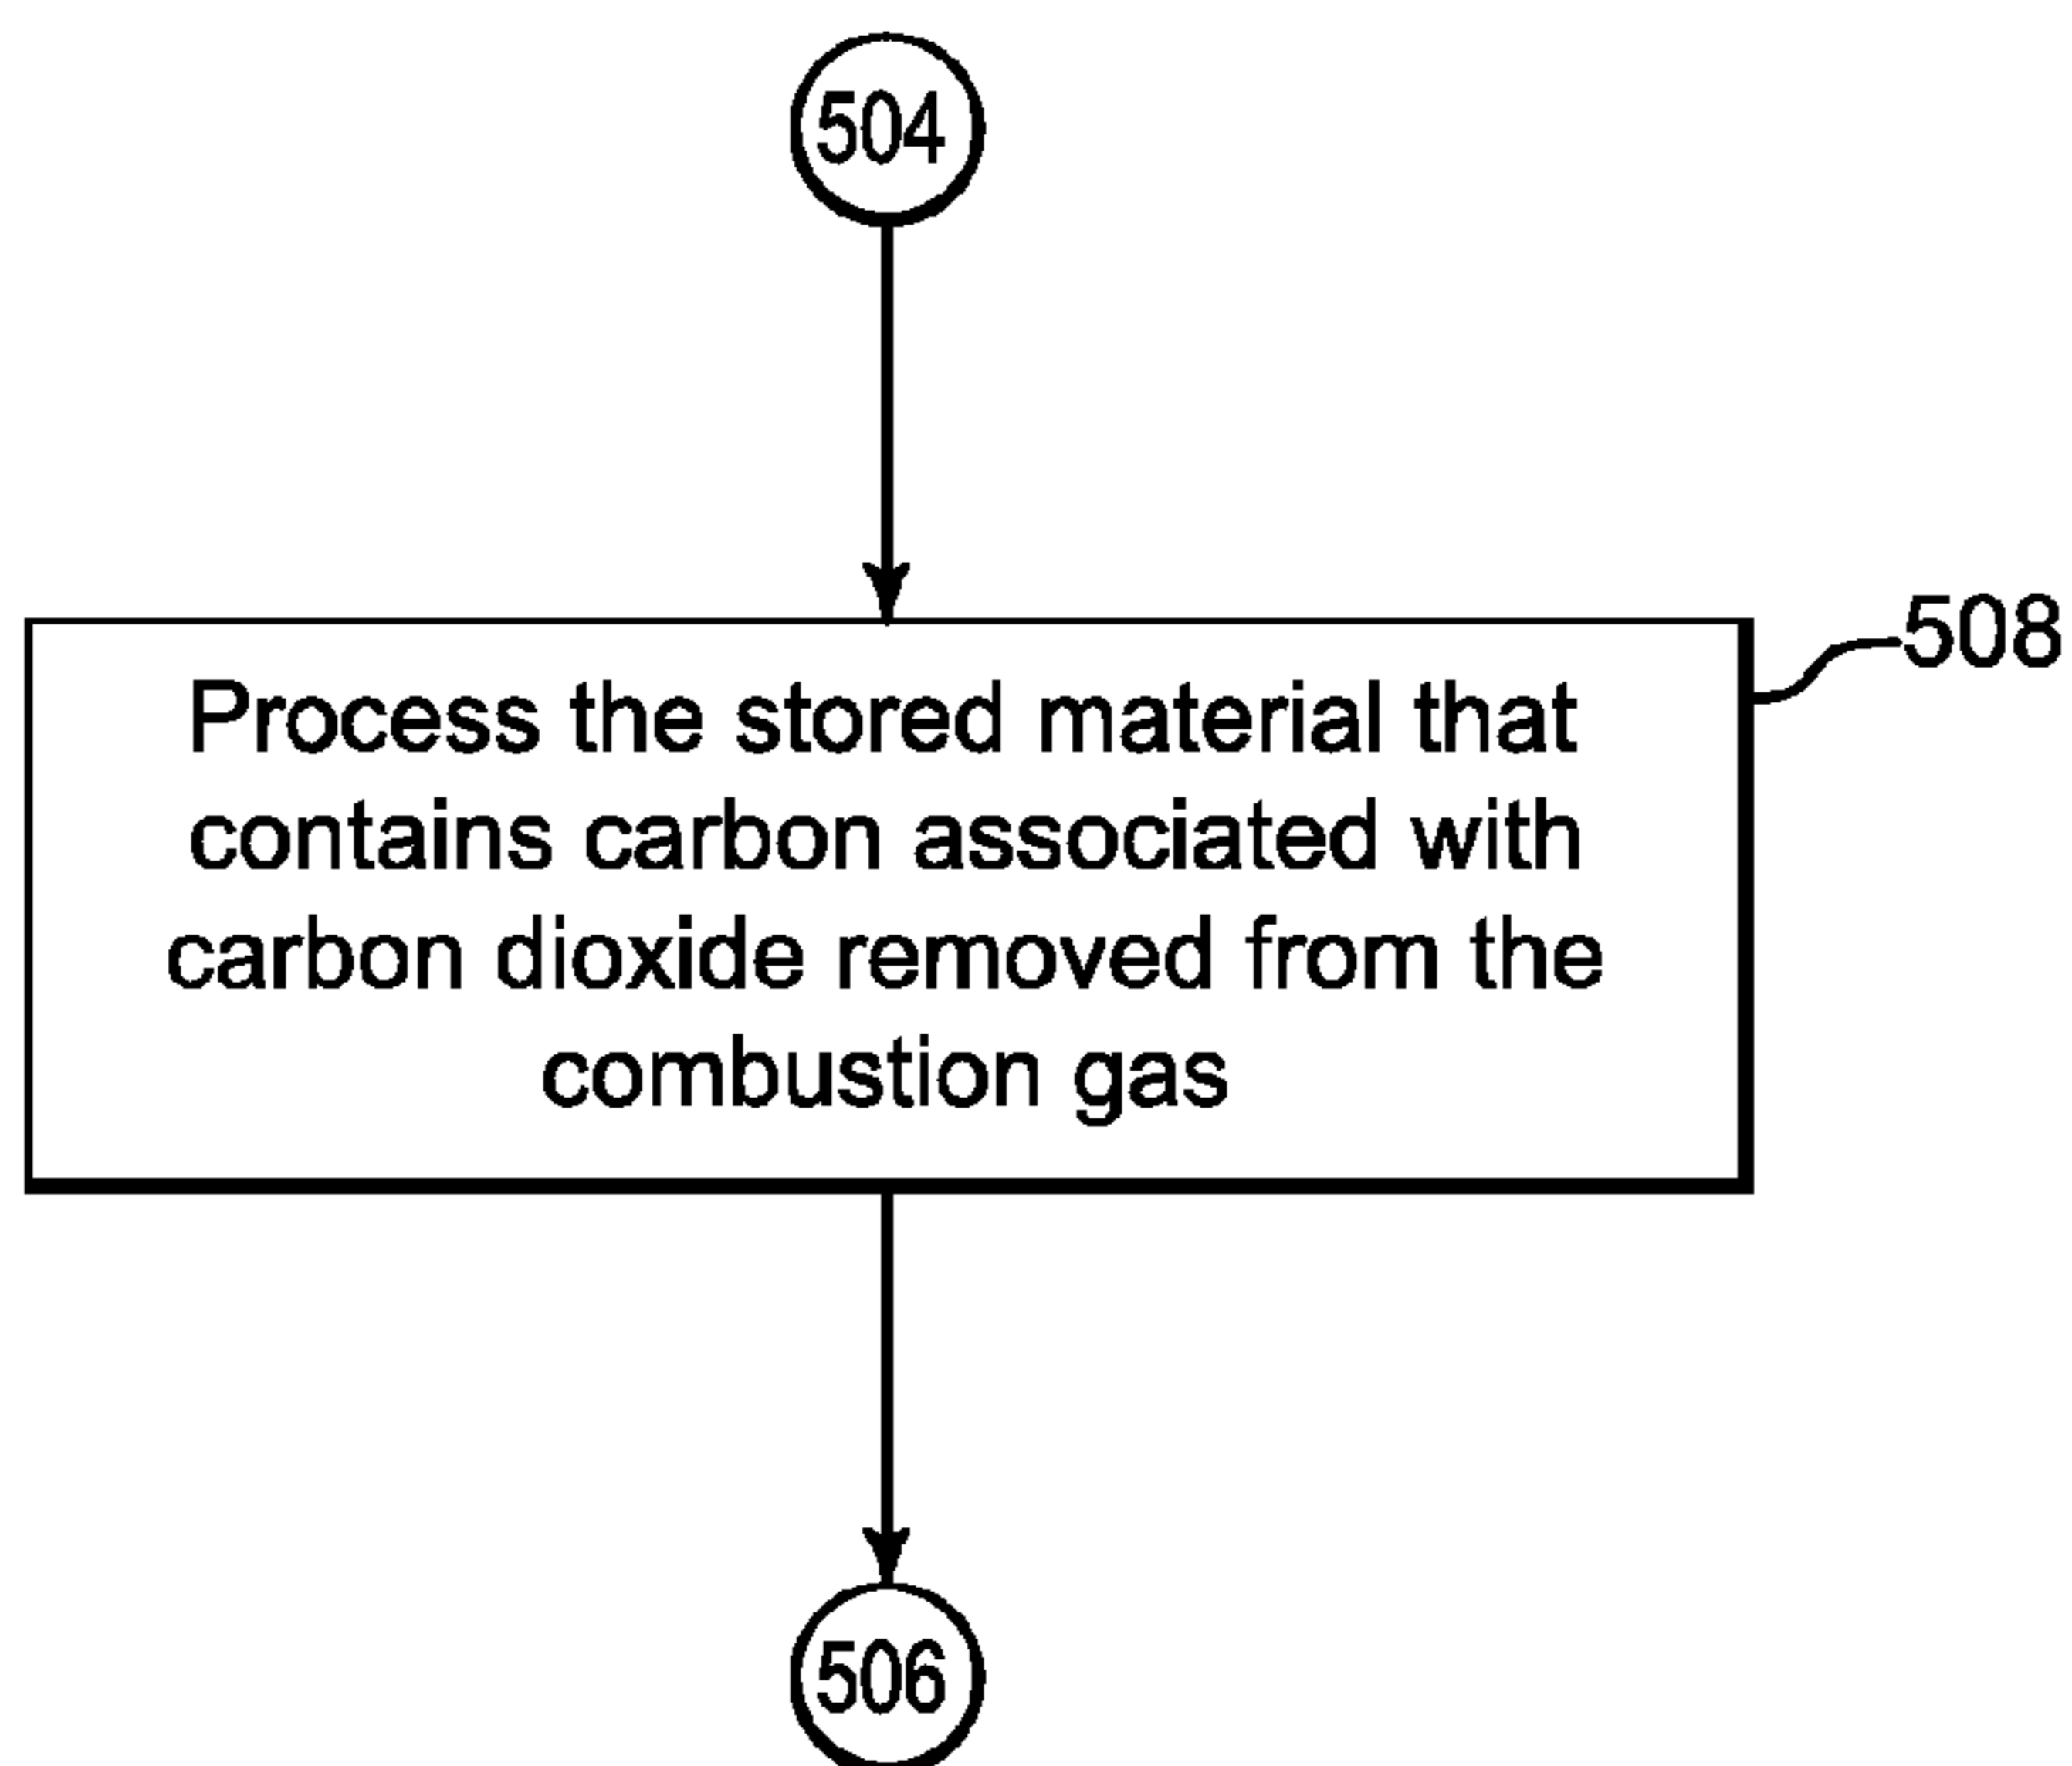 504
508
Process the stored material that
contains carbon associated with
carbon dioxide removed from the
combustion gas
506